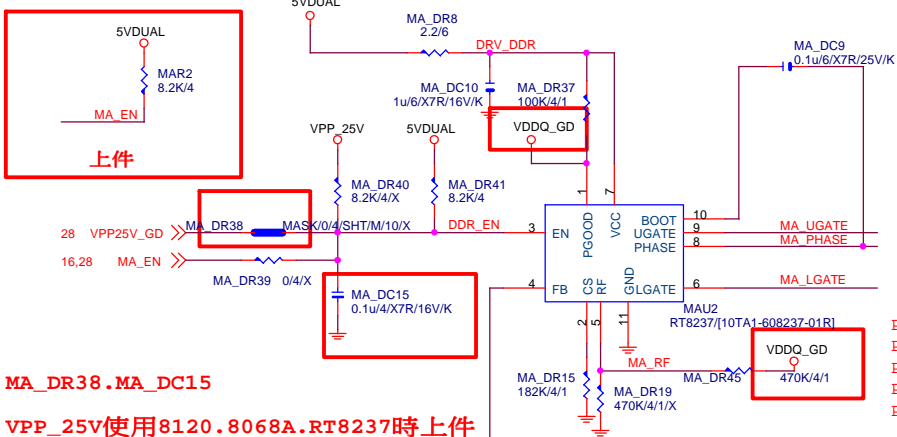 5VDUAL
5VDUAL
MAR2
8.2K/4
MA_EN
上件
MA_DR8
2.2/6
DRV_DDR
MA_DC10
1u/6/X7R/16V/K
MA_DR37
100K/4/1
VDDQ_GD
MA_DC9
0.1u/6/X7R/25V/K
VPP_25V
5VDUAL
MA_DR40
8.2K/4/X
MA_DR41
8.2K/4
28 VPP25V_GD
MA_DR38
MASK/0/4/SHT/M/10/X
DDR_EN
16,28 MA_EN
MA_DR39 0/4/X
MA_DC15
0.1u/4/X7R/16V/K
1
7
3
4
2
5
11
10
9
8
6
EN
FB
PGOOD
VCC
BOOT
UGATE
PHASE
CS
RF
GND
LGATE
MA_UGATE
MA_PHASE
MA_LGATE
MAU2
RT8237/[10TA1-608237-01R]
MA_RF
MA_DR15
182K/4/1
MA_DR19
470K/4/1/X
MA_DR45
470K/4/1
VDDQ_GD
MA_DR38.MA_DC15
VPP_25V使用8120.8068A.RT8237時上件